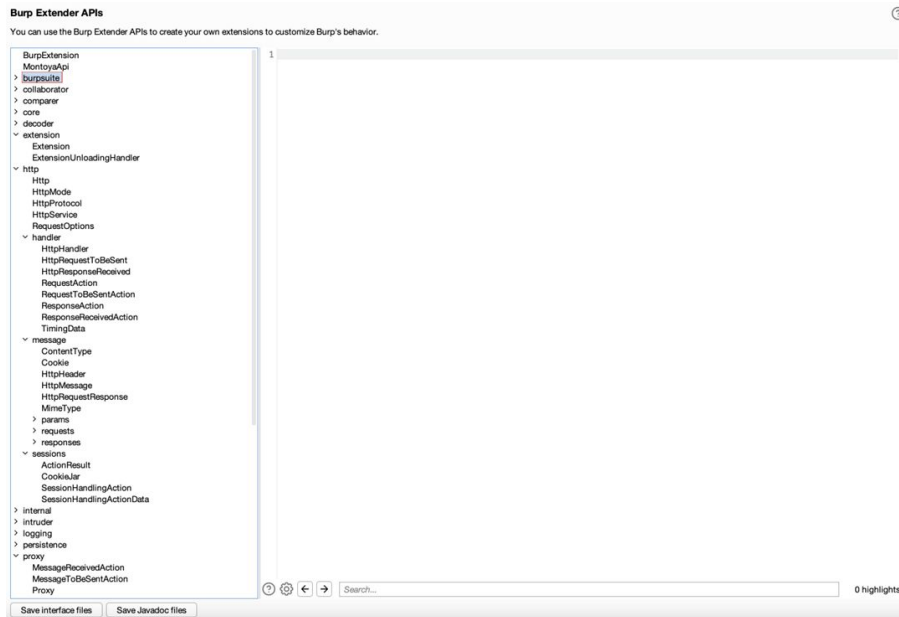 Burp Extender APIs
You can use the Burp Extender APIs to create your own extensions to customize Burp's behavior.
BurpExtension
MontoyaApi
burpsuite
collaborator
comparer
core
decoder
extension
Extension
ExtensionUnloadingHandler
http
Http
HttpMode
HttpProtocol
HttpService
RequestOptions
handler
HttpHandler
HttpRequestToBeSent
HttpResponseReceived
RequestAction
RequestToBeSentAction
ResponseAction
ResponseReceivedAction
TimingData
message
ContentType
Cookie
HttpHeader
HttpMessage
HttpRequestResponse
MimeType
params
requests
responses
sessions
ActionResult
CookieJar
SessionHandlingAction
SessionHandlingActionData
internal
intruder
logging
persistence
proxy
MessageReceivedAction
MessageToBeSentAction
Proxy
1
Search...
0 highlights
Save interface files
Save Javadoc files